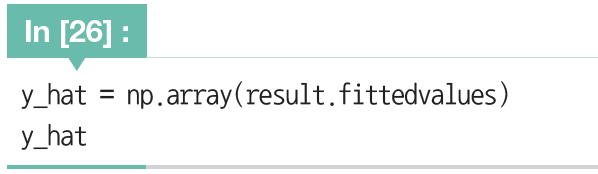 In [26] :
y_hat = np.array(result.fittedvalues)
y_hat